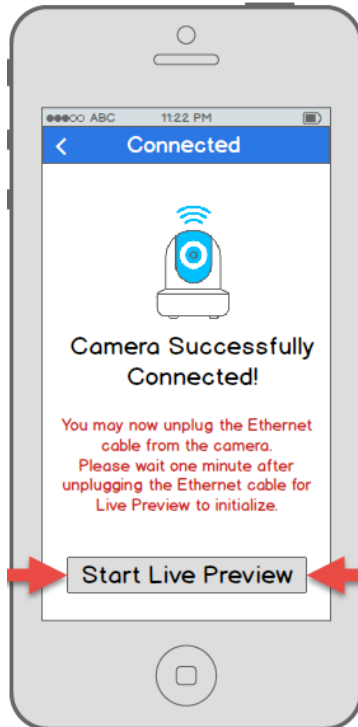 ABC 11:22 PM
Connected
Camera Successfully
Connected!
You may now unplug the Ethernet
cable from the camera.
Please wait one minute after
unplugging the Ethernet cable for
Live Preview to initialize.
Start Live Preview